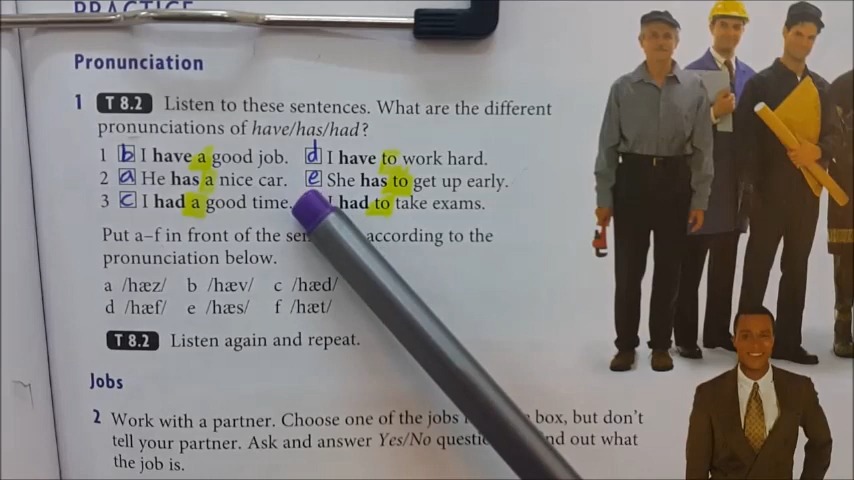 PRACTICE
Pronunciation
1 T 8.2 Listen to these sentences. What are the different
pronunciations of have/has/had?
1 b I have a good job. d I have to work hard.
2 a He has a nice car. e She has to get up early.
3 c I had a good time. I had to take exams.
Put a–f in front of the according to the
pronunciation below.
a /hæz/ b /hæv/ c /hæd/
d /hæf/ e /hæs/ f /hæt/
T 8.2 Listen again and repeat.
Jobs
2 Work with a partner. Choose one of the jobs box, but don't
tell your partner. Ask and answer Yes/No out what
the job is.